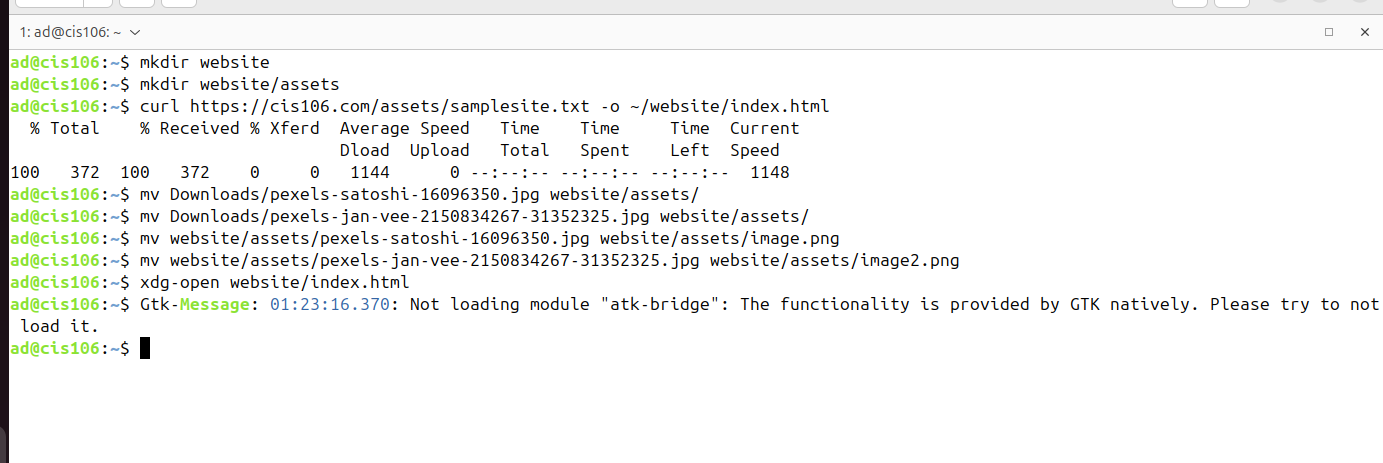 1: ad@cis106: ~
ad@cis106:~$ mkdir website
ad@cis106:~$ mkdir website/assets
ad@cis106:~$ curl https://cis106.com/assets/samplesite.txt -o ~/website/index.html
  % Total    % Received % Xferd  Average Speed   Time    Time     Time  Current
                                 Dload  Upload   Total   Spent    Left  Speed
100   372  100   372    0     0   1144      0 --:--:-- --:--:-- --:--:--  1148
ad@cis106:~$ mv Downloads/pexels-satoshi-16096350.jpg website/assets/
ad@cis106:~$ mv Downloads/pexels-jan-vee-2150834267-31352325.jpg website/assets/
ad@cis106:~$ mv website/assets/pexels-satoshi-16096350.jpg website/assets/image.png
ad@cis106:~$ mv website/assets/pexels-jan-vee-2150834267-31352325.jpg website/assets/image2.png
ad@cis106:~$ xdg-open website/index.html
ad@cis106:~$ Gtk-Message: 01:23:16.370: Not loading module "atk-bridge": The functionality is provided by GTK natively. Please try to not
 load it.
ad@cis106:~$